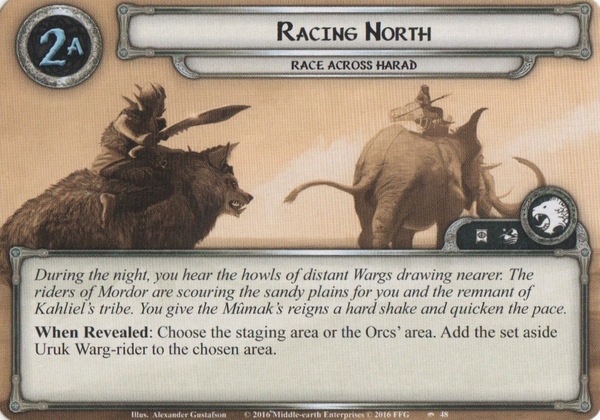 2A
Racing North
Race Across Harad
During the night, you hear the howls of distant Wargs drawing nearer. The
riders of Mordor are scouring the sandy plains for you and the remnant of
Kahliel's tribe. You give the Mûmak's reigns a hard shake and quicken the pace.
When Revealed: Choose the staging area or the Orcs' area. Add the set aside
Uruk Warg-rider to the chosen area.
Illus. Alexander Gustafson © 2016 Middle-earth Enterprises © 2016 FFG 48